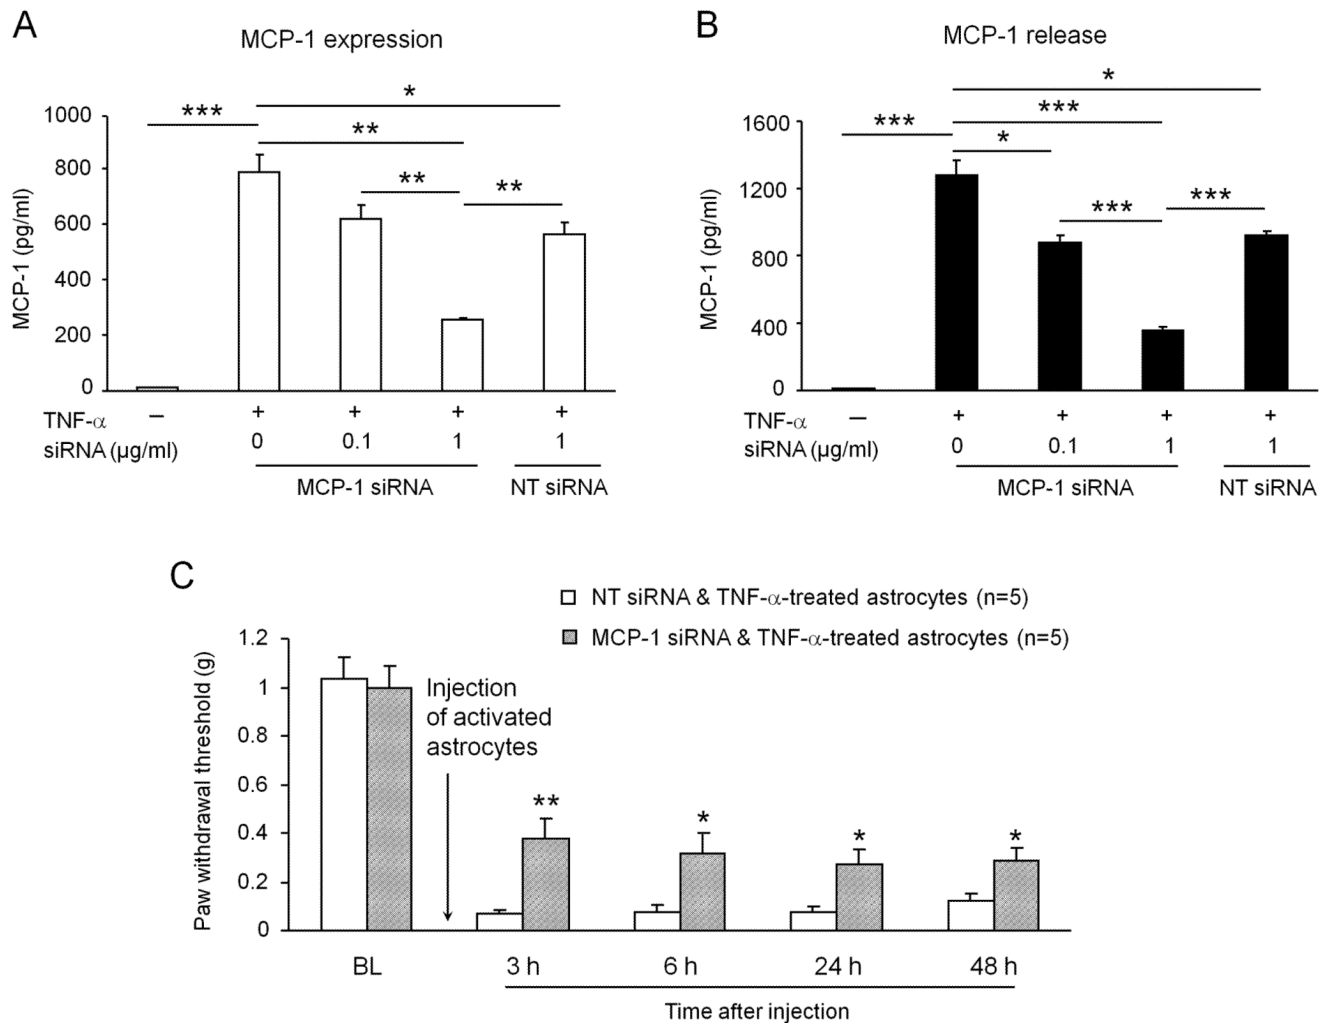 A
MCP-1 expression
MCP-1 (pg/ml)
1000
800
600
400
200
0
***
*
**
**
**
TNF-α – + + + +
siRNA (μg/ml) 0 0.1 1 1
MCP-1 siRNA NT siRNA
B
MCP-1 release
MCP-1 (pg/ml)
1600
1200
800
400
0
*
***
***
*
***
***
TNF-α – + + + +
siRNA (μg/ml) 0 0.1 1 1
MCP-1 siRNA NT siRNA
C
NT siRNA & TNF-α-treated astrocytes (n=5)
MCP-1 siRNA & TNF-α-treated astrocytes (n=5)
Paw withdrawal threshold (g)
1.2
1
0.8
0.6
0.4
0.2
0
Injection
of activated
astrocytes
** * * *
BL 3 h 6 h 24 h 48 h
Time after injection